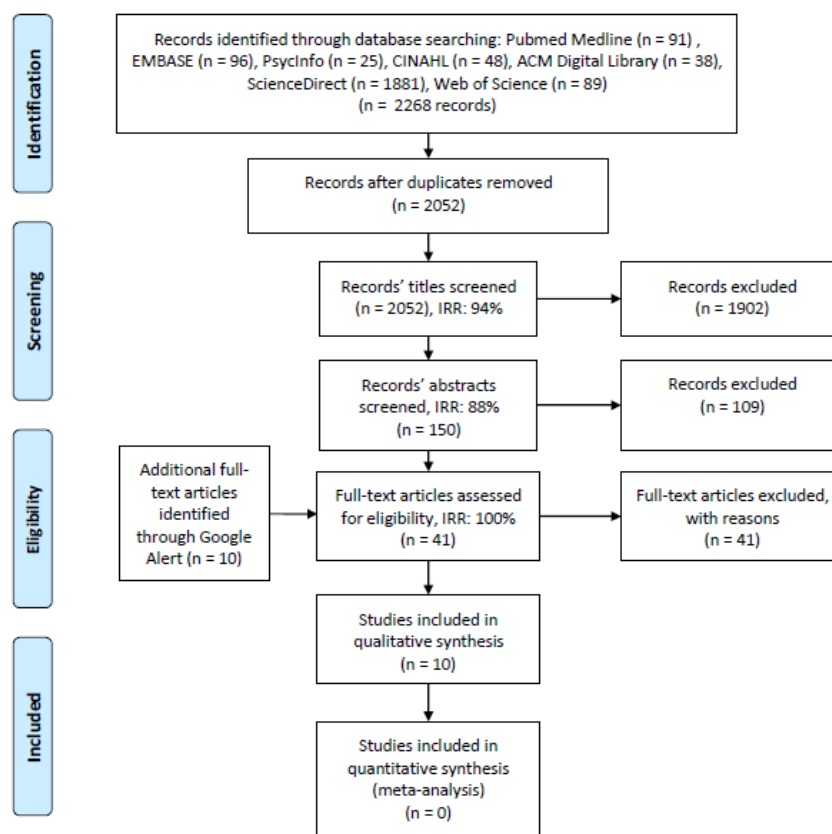 Identification
Records identified through database searching: Pubmed Medline (n = 91) ,
EMBASE (n = 96), PsycInfo (n = 25), CINAHL (n = 48), ACM Digital Library (n = 38),
ScienceDirect (n = 1881), Web of Science (n = 89)
(n = 2268 records)
Records after duplicates removed
(n = 2052)
Screening
Records’ titles screened
(n = 2052), IRR: 94%
Records excluded
(n = 1902)
Records’ abstracts
screened, IRR: 88%
(n = 150)
Records excluded
(n = 109)
Eligibility
Additional full-
text articles
identified
through Google
Alert (n = 10)
Full-text articles assessed
for eligibility, IRR: 100%
(n = 41)
Full-text articles excluded,
with reasons
(n = 41)
Studies included in
qualitative synthesis
(n = 10)
Included
Studies included in
quantitative synthesis
(meta-analysis)
(n = 0)